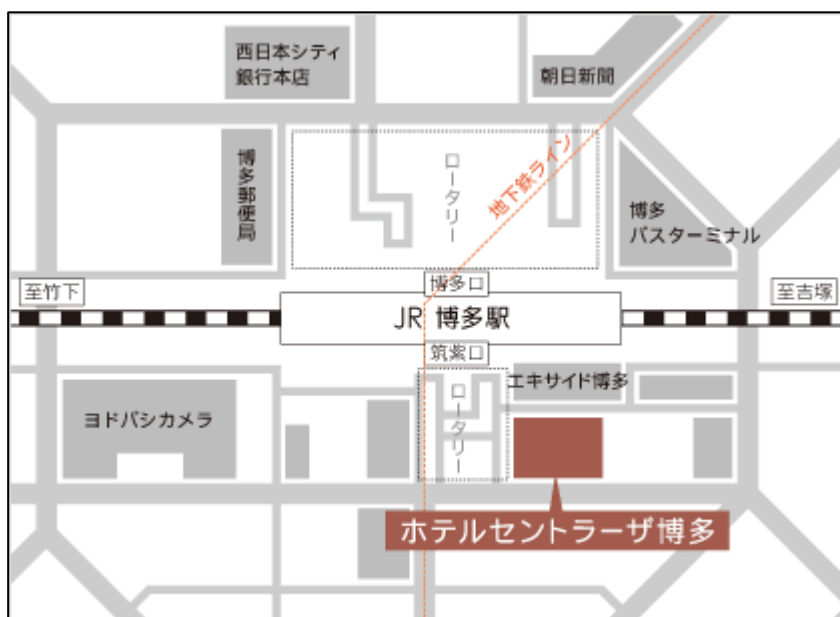 西日本シティ
銀行本店
朝日新聞
博多郵便局
ロータリー
地下鉄ライン
博多
バスターミナル
至竹下
博多口
至吉塚
JR 博多駅
筑紫口
エキサイド博多
ヨドバシカメラ
ロータリー
ホテルセントラーザ博多